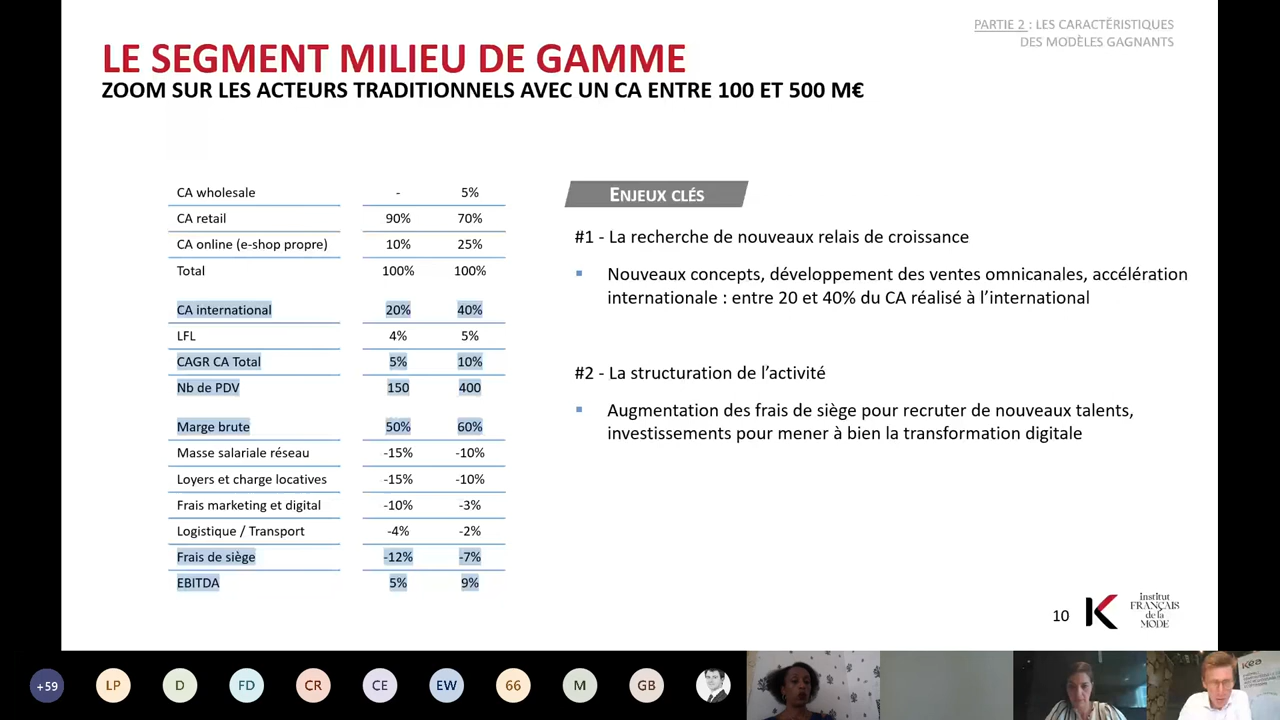 PARTIE 2 : LES CARACTÉRISTIQUES
DES MODÈLES GAGNANTS
LE SEGMENT MILIEU DE GAMME
ZOOM SUR LES ACTEURS TRADITIONNELS AVEC UN CA ENTRE 100 ET 500 M€
CA wholesale - 5%
CA retail 90% 70%
CA online (e-shop propre) 10% 25%
Total 100% 100%
CA international 20% 40%
LFL 4% 5%
CAGR CA Total 5% 10%
Nb de PDV 150 400
Marge brute 50% 60%
Masse salariale réseau -15% -10%
Loyers et charge locatives -15% -10%
Frais marketing et digital -10% -3%
Logistique / Transport -4% -2%
Frais de siège -12% -7%
EBITDA 5% 9%
ENJEUX CLÉS
#1 - La recherche de nouveaux relais de croissance
▪ Nouveaux concepts, développement des ventes omnicanales, accélération
internationale : entre 20 et 40% du CA réalisé à l'international
#2 - La structuration de l'activité
▪ Augmentation des frais de siège pour recruter de nouveaux talents,
investissements pour mener à bien la transformation digitale
10
K
institut
FRANÇAIS
de la
MODE
+59 LP D FD CR CE EW 66 M GB
kea